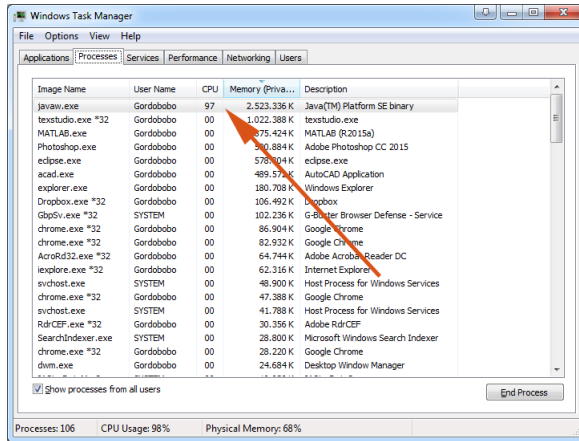 Windows Task Manager
File Options View Help
Applications Processes Services Performance Networking Users
Image Name User Name CPU Memory (Priva... Description
javaw.exe Gordobobo 97 2.523.336 K Java(TM) Platform SE binary
texstudio.exe *32 Gordobobo 00 1.022.388 K texstudio.exe
MATLAB.exe Gordobobo 00 MATLAB (R2015a)
Photoshop.exe Gordobobo 00 Adobe Photoshop CC 2015
eclipse.exe Gordobobo 00 eclipse.exe
acad.exe Gordobobo 00 489.572 K AutoCAD Application
explorer.exe Gordobobo 00 180.708 K Windows Explorer
Dropbox.exe *32 Gordobobo 00 106.492 K Dropbox
GbpSv.exe *32 SYSTEM 00 102.236 K G-Buster Browser Defense - Service
chrome.exe *32 Gordobobo 00 86.904 K Google Chrome
chrome.exe *32 Gordobobo 00 82.932 K Google Chrome
AcroRd32.exe *32 Gordobobo 00 64.744 K Adobe Acrobat Reader DC
iexplore.exe *32 Gordobobo 00 62.316 K Internet Explorer
svchost.exe SYSTEM 00 48.900 K Host Process for Windows Services
chrome.exe *32 Gordobobo 00 47.388 K Google Chrome
svchost.exe SYSTEM 00 41.788 K Host Process for Windows Services
RdrCEF.exe *32 Gordobobo 00 30.356 K Adobe RdrCEF
SearchIndexer.exe SYSTEM 00 28.800 K Microsoft Windows Search Indexer
chrome.exe *32 Gordobobo 00 28.220 K Google Chrome
dwm.exe Gordobobo 00 24.684 K Desktop Window Manager
Show processes from all users
End Process
Processes: 106 CPU Usage: 98% Physical Memory: 68%